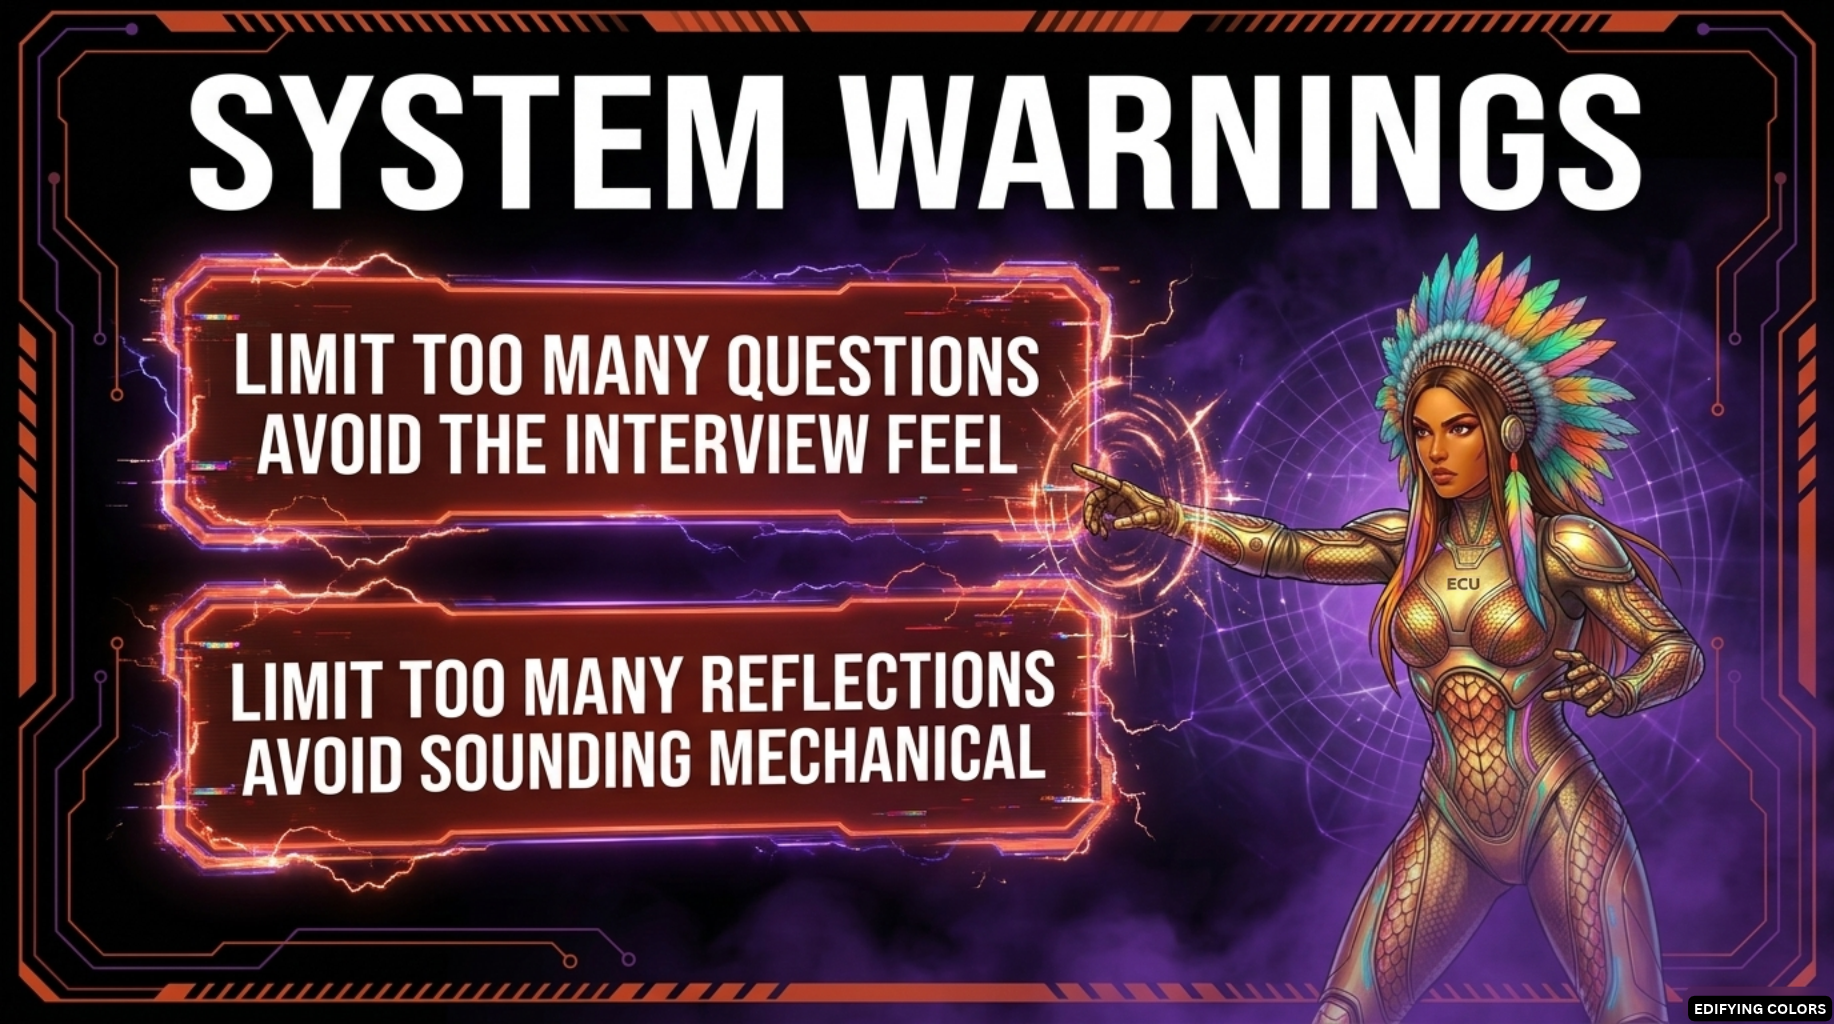 SYSTEM WARNINGS
LIMIT TOO MANY QUESTIONS
AVOID THE INTERVIEW FEEL
ECU
LIMIT TOO MANY REFLECTIONS
AVOID SOUNDING MECHANICAL
EDIFYING COLORS